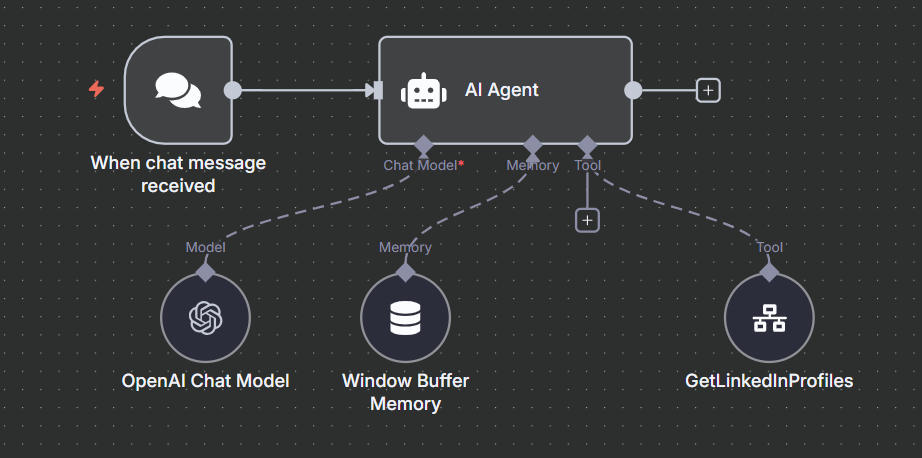 AI Agent
When chat message
received
Chat Model*
Memory
Tool
Model
Memory
Tool
OpenAI Chat Model
Window Buffer
Memory
GetLinkedInProfiles